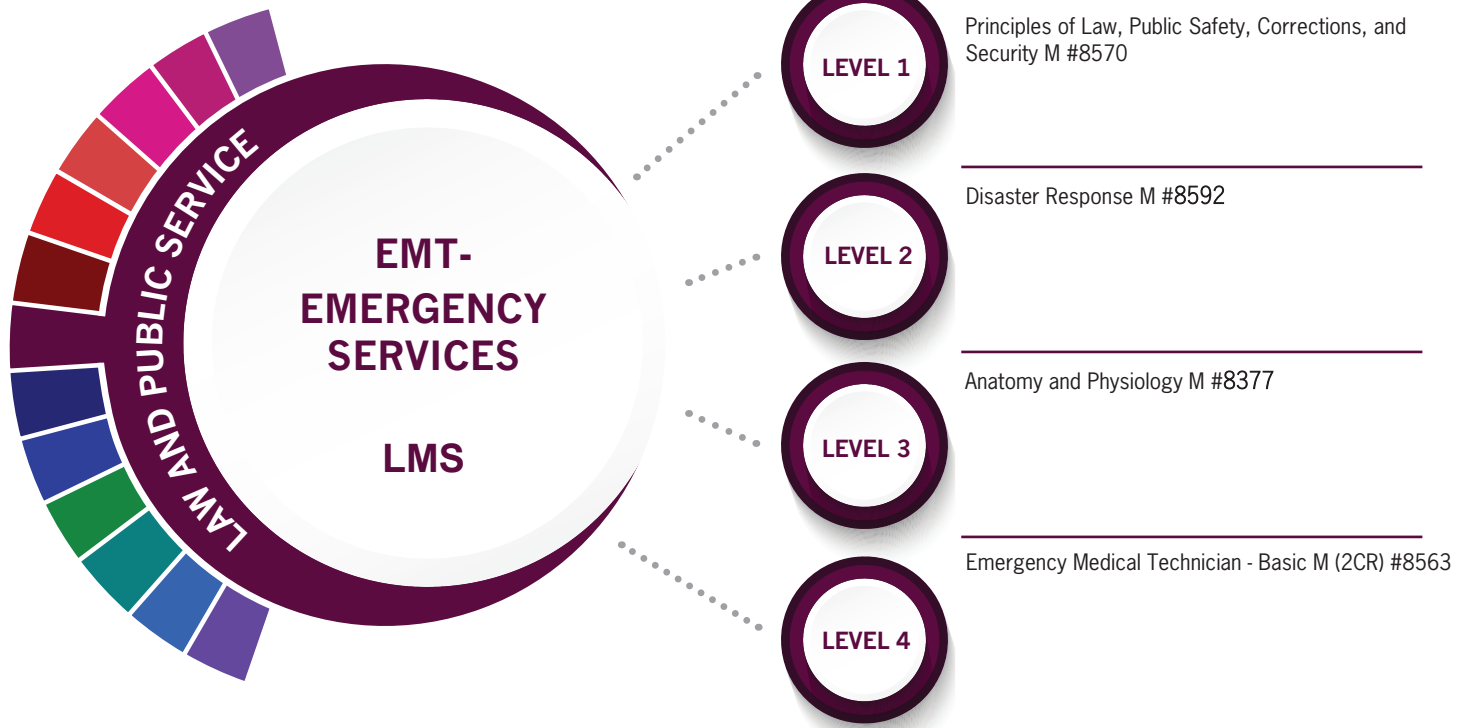 LAW AND PUBLIC SERVICE
EMT-
EMERGENCY
SERVICES
LMS
LEVEL 1
Principles of Law, Public Safety, Corrections, and
Security M #8570
LEVEL 2
Disaster Response M #8592
LEVEL 3
Anatomy and Physiology M #8377
LEVEL 4
Emergency Medical Technician - Basic M (2CR) #8563